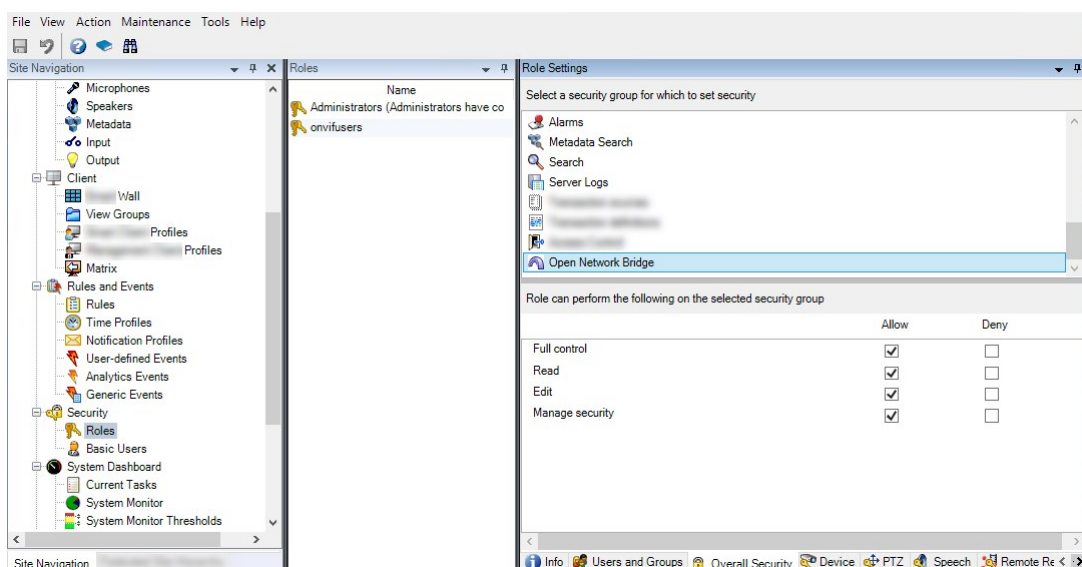 File View Action Maintenance Tools Help
Site Navigation
Microphones
Speakers
Metadata
Input
Output
Client
Wall
View Groups
Profiles
Profiles
Matrix
Rules and Events
Rules
Time Profiles
Notification Profiles
User-defined Events
Analytics Events
Generic Events
Security
Roles
Basic Users
System Dashboard
Current Tasks
System Monitor
System Monitor Thresholds
Site Navigation
Roles
Name
Administrators (Administrators have co
onvifusers
Role Settings
Select a security group for which to set security
Alarms
Metadata Search
Search
Server Logs
Open Network Bridge
Role can perform the following on the selected security group
Allow Deny
Full control
Read
Edit
Manage security
Info Users and Groups Overall Security Device PTZ Speech Remote Re